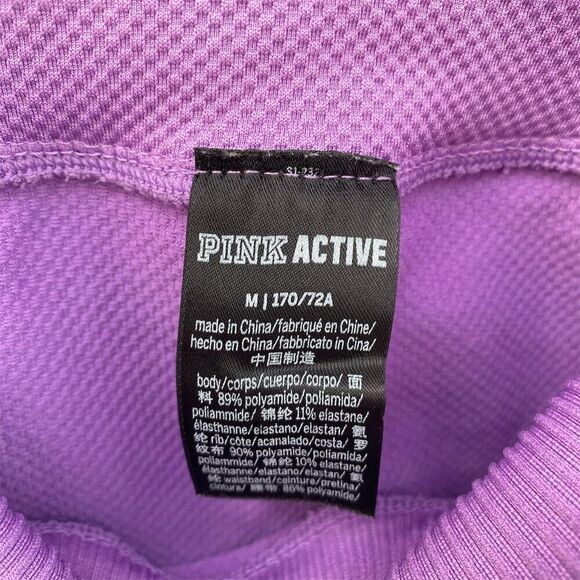 PINK ACTIVE
M | 170/72A
made in China/fabriqué en Chine/
hecho en China/fabbricato in Cina/
中国制造
body/corps/cuerpo/corpo/ 面
料 89% polyamide/poliamida/
poliammide/ 锦纶 11% elastane/
élasthanne/elastano/elastan/ 氨
纶 rib/côte/acanalado/costa/ 罗
纹布 90% polyamide/poliamida/
poliammide/ 锦纶 10% elastane/
élasthanne/elastano/elastan/ 氨
纶 waistband/ceinture/pretina/
cintura/ 腰带 86% polyamide/